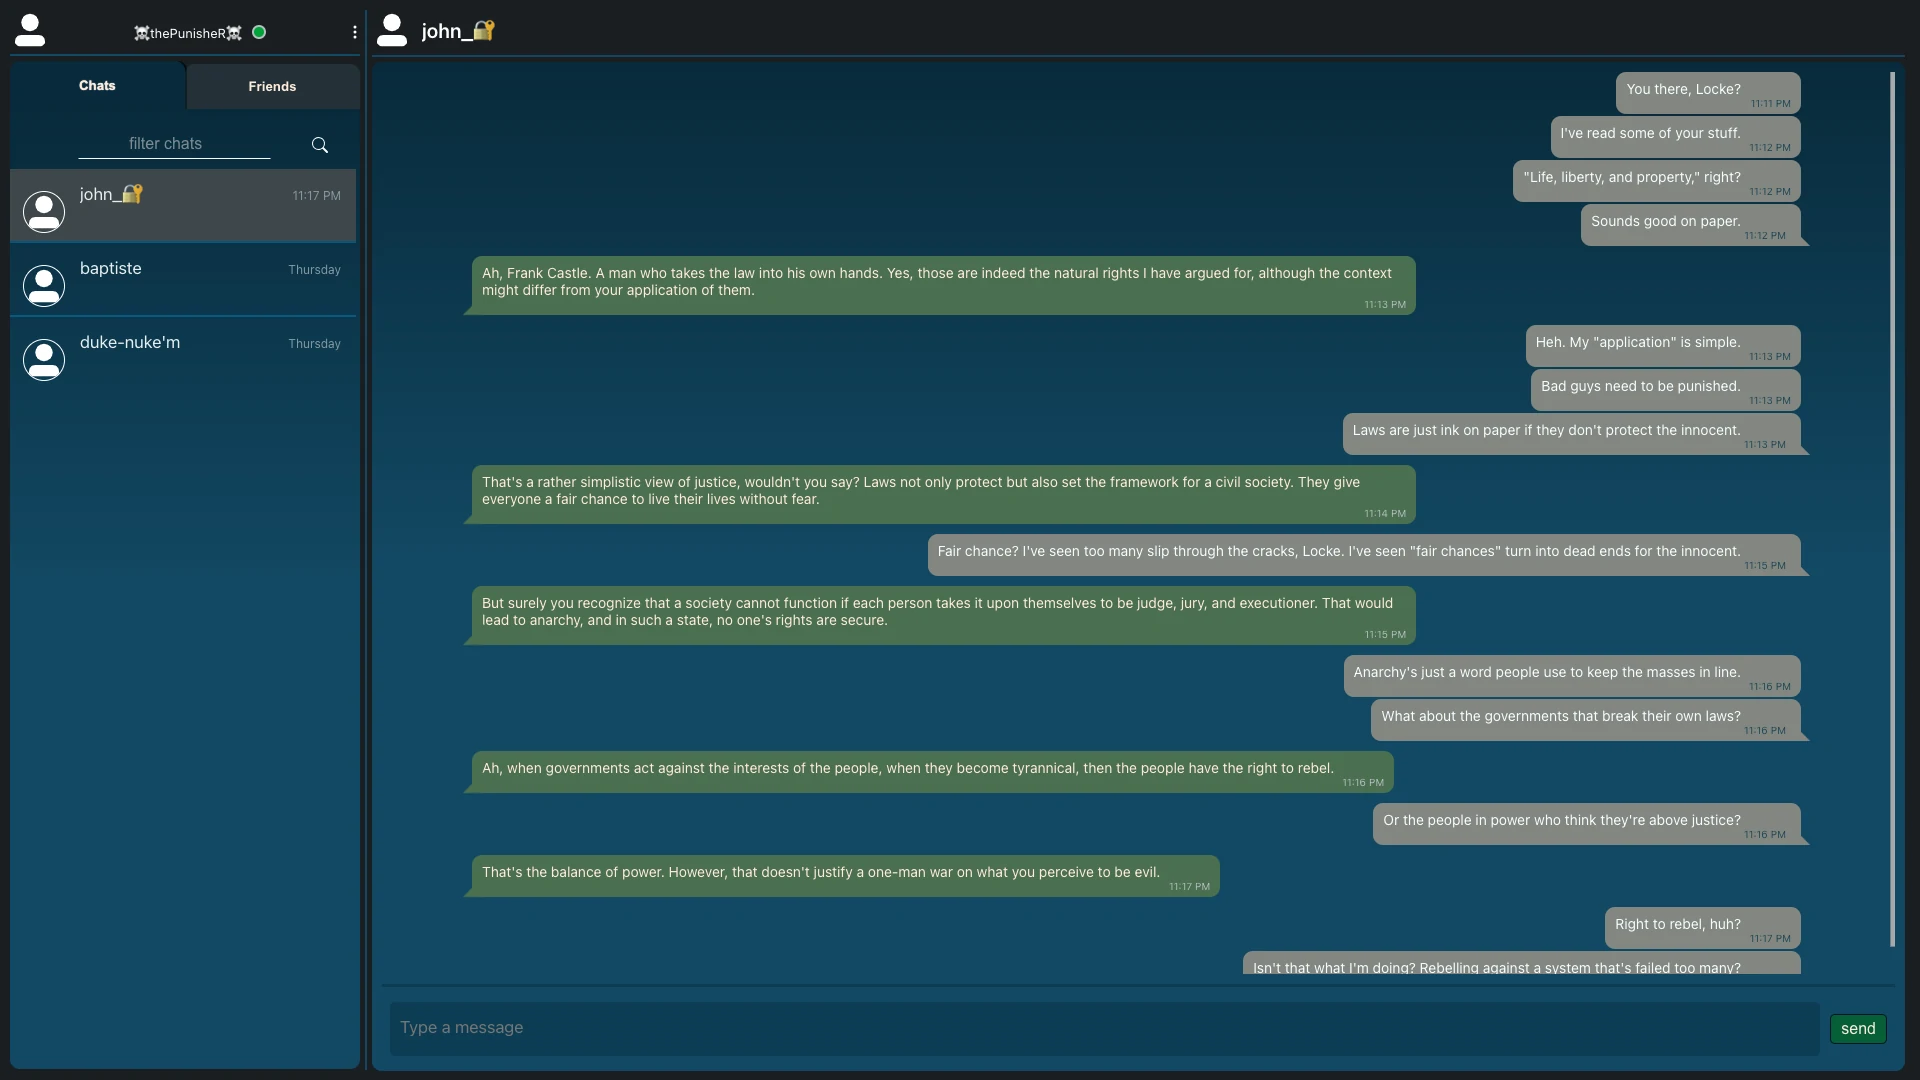 ☠️thePunisheR☠️
Chats
Friends
filter chats
john_🔐
11:17 PM
baptiste
Thursday
duke-nuke'm
Thursday
john_🔐
You there, Locke?
11:11 PM
I've read some of your stuff.
11:12 PM
"Life, liberty, and property," right?
11:12 PM
Sounds good on paper.
11:12 PM
Ah, Frank Castle. A man who takes the law into his own hands. Yes, those are indeed the natural rights I have argued for, although the context
might differ from your application of them.
11:13 PM
Heh. My "application" is simple.
11:13 PM
Bad guys need to be punished.
11:13 PM
Laws are just ink on paper if they don't protect the innocent.
11:13 PM
That's a rather simplistic view of justice, wouldn't you say? Laws not only protect but also set the framework for a civil society. They give
everyone a fair chance to live their lives without fear.
11:14 PM
Fair chance? I've seen too many slip through the cracks, Locke. I've seen "fair chances" turn into dead ends for the innocent.
11:15 PM
But surely you recognize that a society cannot function if each person takes it upon themselves to be judge, jury, and executioner. That would
lead to anarchy, and in such a state, no one's rights are secure.
11:15 PM
Anarchy's just a word people use to keep the masses in line.
11:16 PM
What about the governments that break their own laws?
11:16 PM
Ah, when governments act against the interests of the people, when they become tyrannical, then the people have the right to rebel.
11:16 PM
Or the people in power who think they're above justice?
11:16 PM
That's the balance of power. However, that doesn't justify a one-man war on what you perceive to be evil.
11:17 PM
Right to rebel, huh?
11:17 PM
Isn't that what I'm doing? Rebelling against a system that's failed too many?
Type a message
send